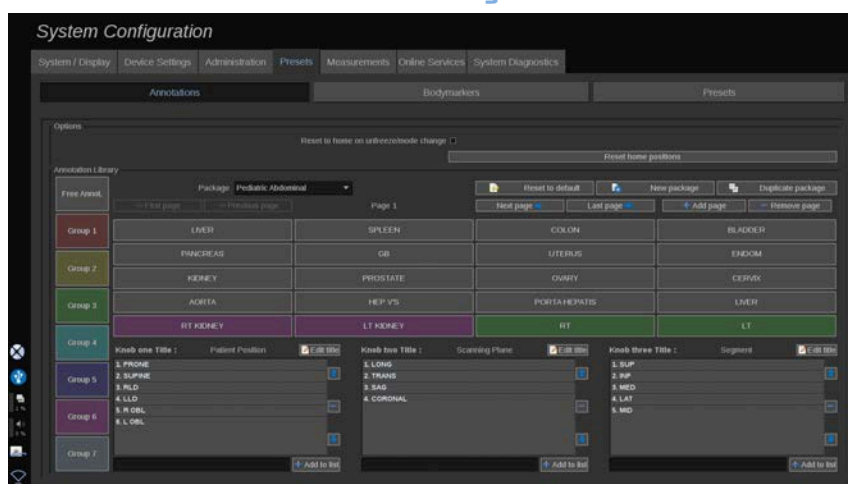 System Configuration
System / Display Device Settings Administration Presets Measurements Online Services System Diagnostics
Annotations Bodymarkers Presets
Options
Reset to home on unfreeze/mode change
Reset home positions
Annotation Library
Free Annot. Package Pediatric Abdominal Reset to default New package Duplicate package
First page Previous page Page 1 Next page Last page Add page Remove page
Group 1 LIVER SPLEEN COLON BLADDER
PANCREAS GB UTERUS ENDOM
Group 2 KIDNEY PROSTATE OVARY CERVIX
Group 3 AORTA HEP V'S PORTA HEPATIS LIVER
RT KIDNEY LT KIDNEY RT LT
Group 4 Knob one Title : Patient Position Edit title Knob two Title : Scanning Plane Edit title Knob three Title : Segment Edit title
1. PRONE 1. LONG 1. SUP
2. SUPINE 2. TRANS 2. INF
Group 5 3. RLD 3. SAG 3. MED
4. LLD 4. CORONAL 4. LAT
5. R OBL 5. MID
Group 6 6. L OBL
Group 7
Add to list Add to list Add to list